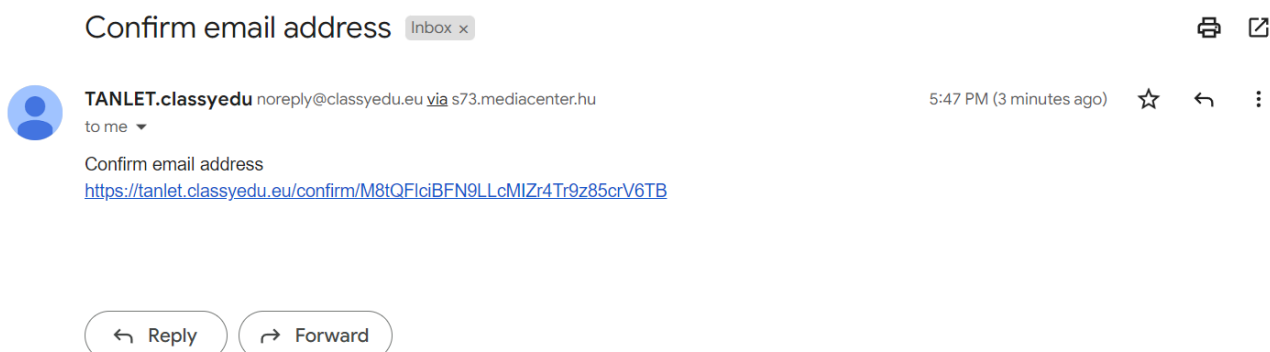 Confirm email address Inbox ×
TANLET.classyedu noreply@classyedu.eu via s73.mediacenter.hu 5:47 PM (3 minutes ago)
to me
Confirm email address
https://tanlet.classyedu.eu/confirm/M8tQFlciBFN9LLcMIZr4Tr9z85crV6TB
Reply Forward